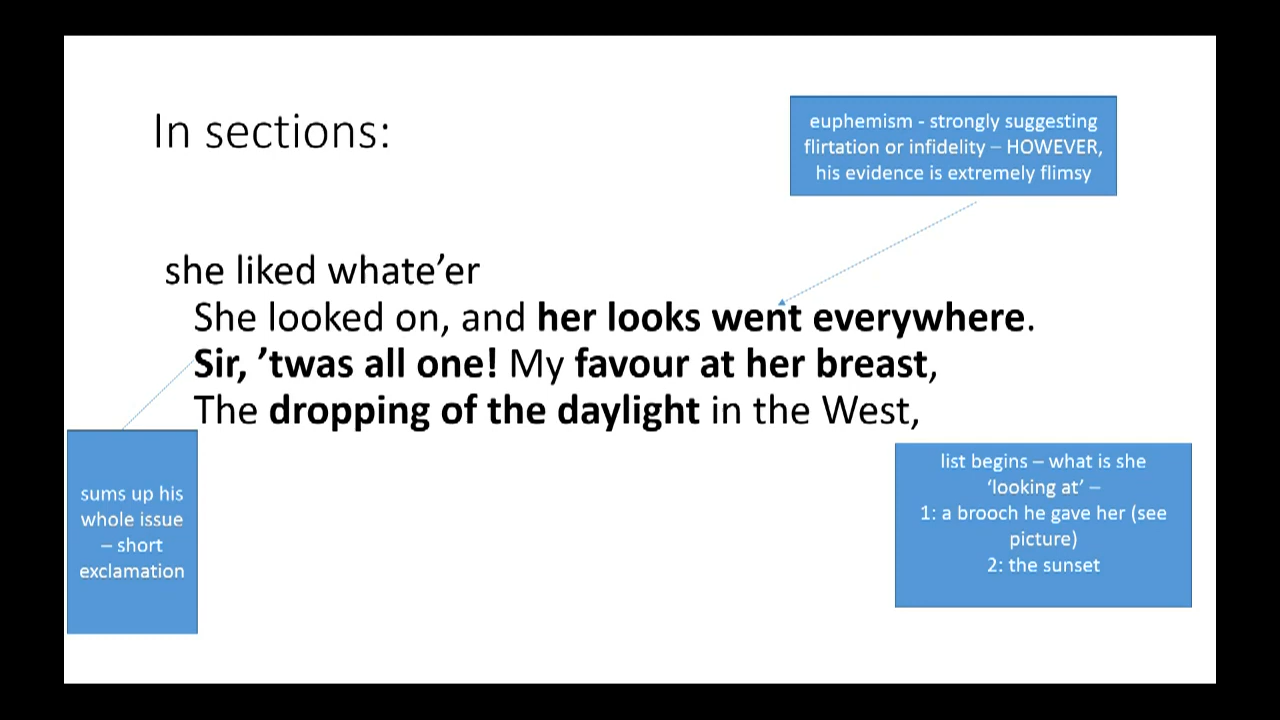 In sections:
euphemism - strongly suggesting
flirtation or infidelity – HOWEVER,
his evidence is extremely flimsy
she liked whate’er
She looked on, and her looks went everywhere.
Sir, ’twas all one! My favour at her breast,
The dropping of the daylight in the West,
sums up his
whole issue
– short
exclamation
list begins – what is she
‘looking at’ –
1: a brooch he gave her (see
picture)
2: the sunset